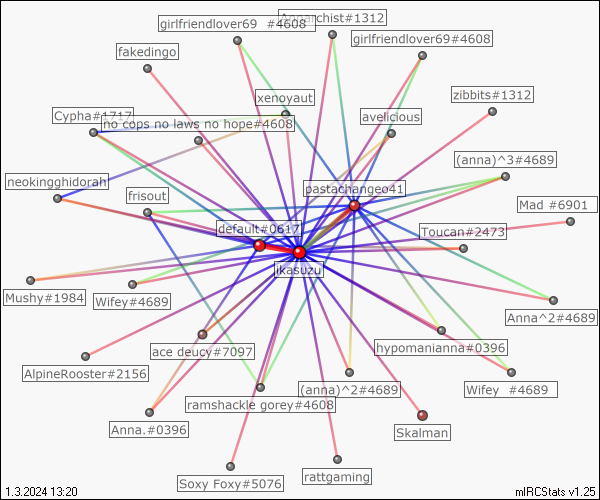 girlfriendlover69 #4608
Annarchist#1312
girlfriendlover69#4608
fakedingo
zibbits#1312
xenoyaut
Cypha#1717
no cops no laws no hope#4608
avelicious
(anna)^3#4689
neokingghidorah
frisout
pastachangeo41
Mad #6901
default#0617
Toucan#2473
ikasuzu
Mushy#1984
Wifey#4689
Anna^2#4689
ace deucy#7097
hypomanianna#0396
AlpineRooster#2156
(anna)^2#4689
Wifey #4689
ramshackle gorey#4608
Anna.#0396
Skalman
Soxy Foxy#5076
rattgaming
1.3.2024 13:20
mIRCStats v1.25